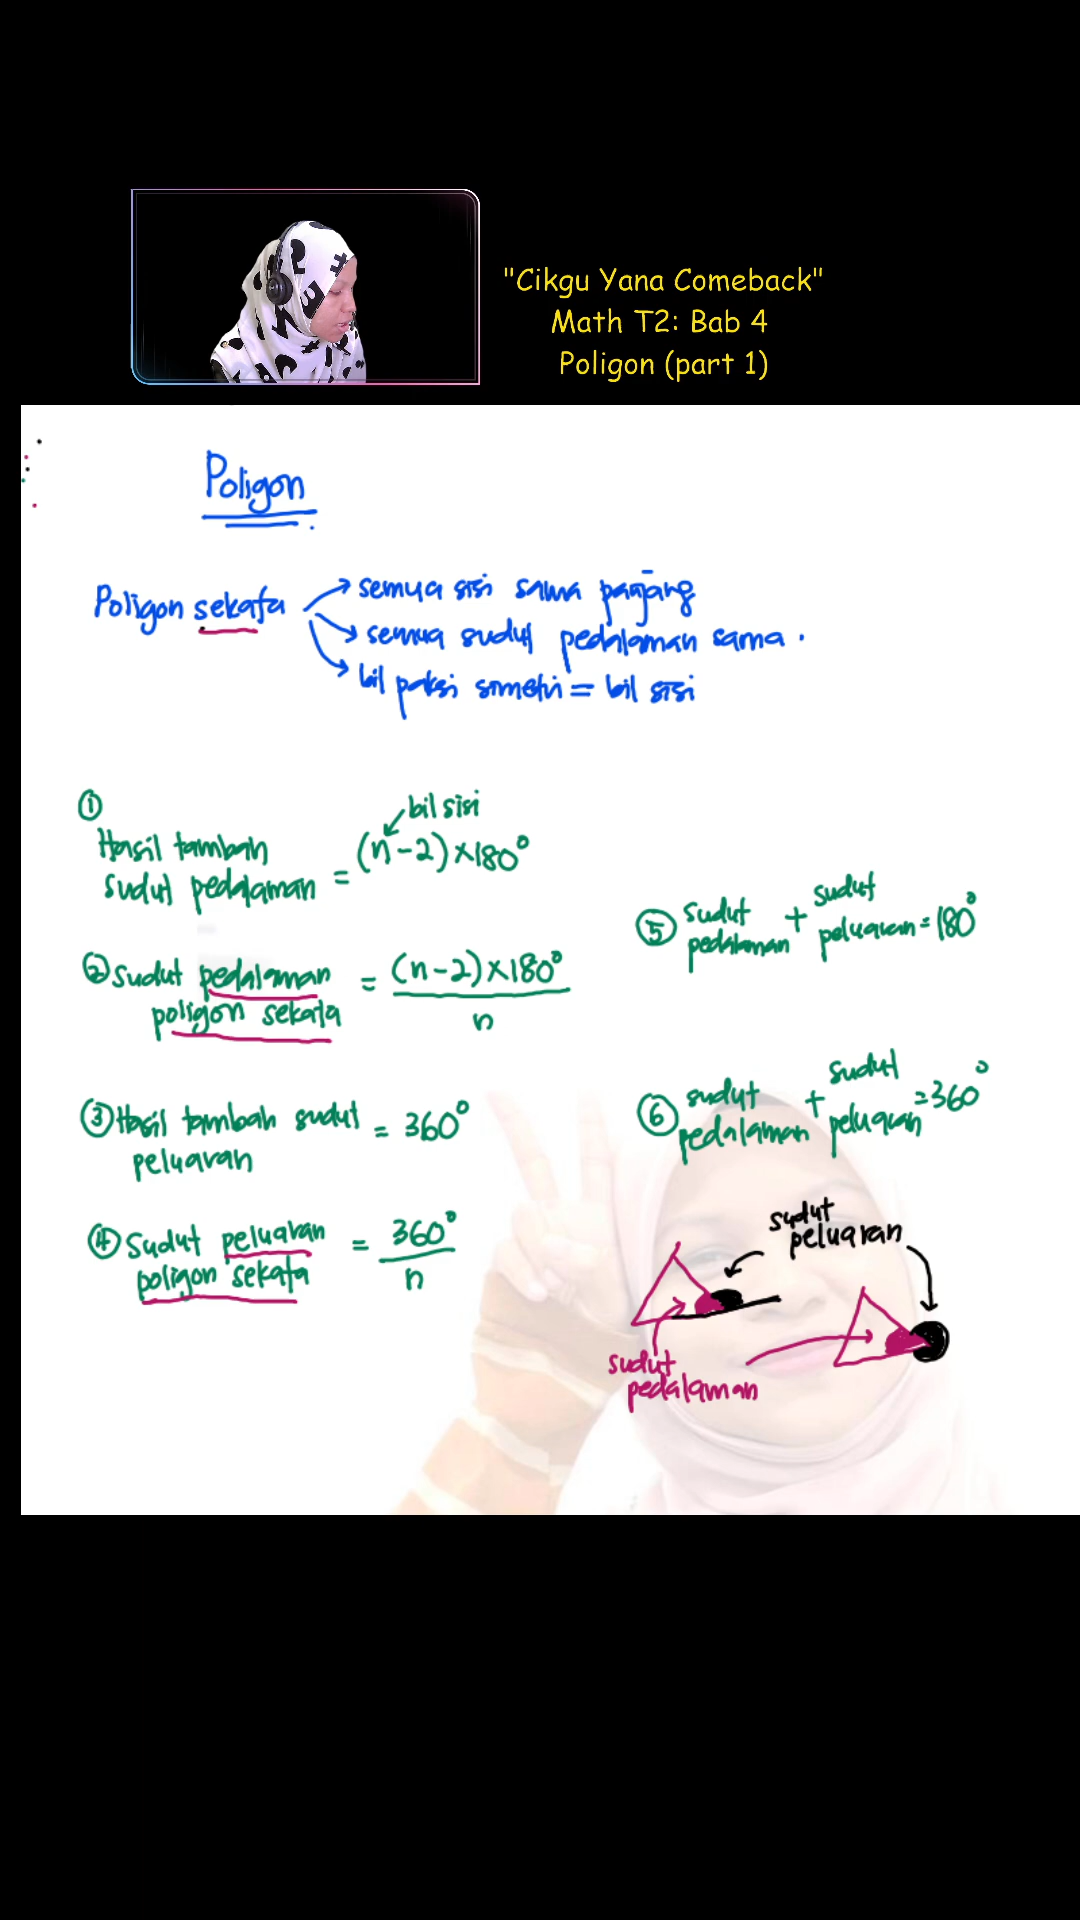 "Cikgu Yana Comeback"
Math T2: Bab 4
Poligon (part 1)
Poligon
Poligon sekata
semua sisi sama panjang
semua sudut pedalaman sama.
bil paksi simetri = bil sisi
①
bil sisi
Hasil tambah
sudut pedalaman = (n-2)×180°
② sudut pedalaman
poligon sekata = (n-2)×180°
n
③ Hasil tambah sudut
peluaran = 360°
④ Sudut peluaran
poligon sekata = 360°
n
⑤ sudut
pedalaman + sudut
peluaran = 180°
⑥ sudut
pedalaman + sudut
peluaran = 360°
sudut
peluaran
sudut
pedalaman